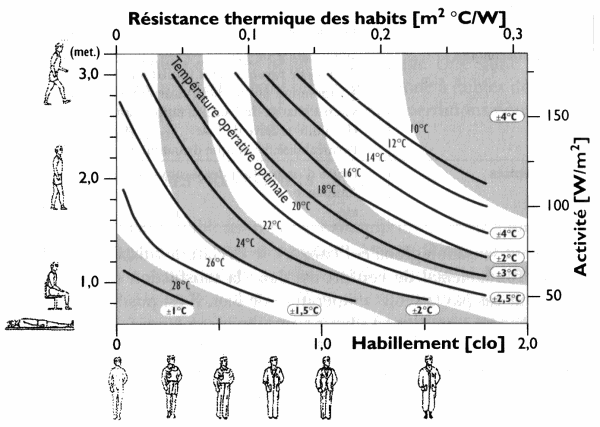 Résistance thermique des habits [m² °C/W]
0 0,1 0,2 0,3
(met.)
3,0
2,0
1,0
Température opérative optimale
10°C
12°C
14°C
16°C
18°C
20°C
22°C
24°C
26°C
28°C
±4°C
±4°C
±2°C
±3°C
±2,5°C
±1°C
±1,5°C
±2°C
150
100
50
Activité [W/m²]
0 1,0 2,0
Habillement [clo]